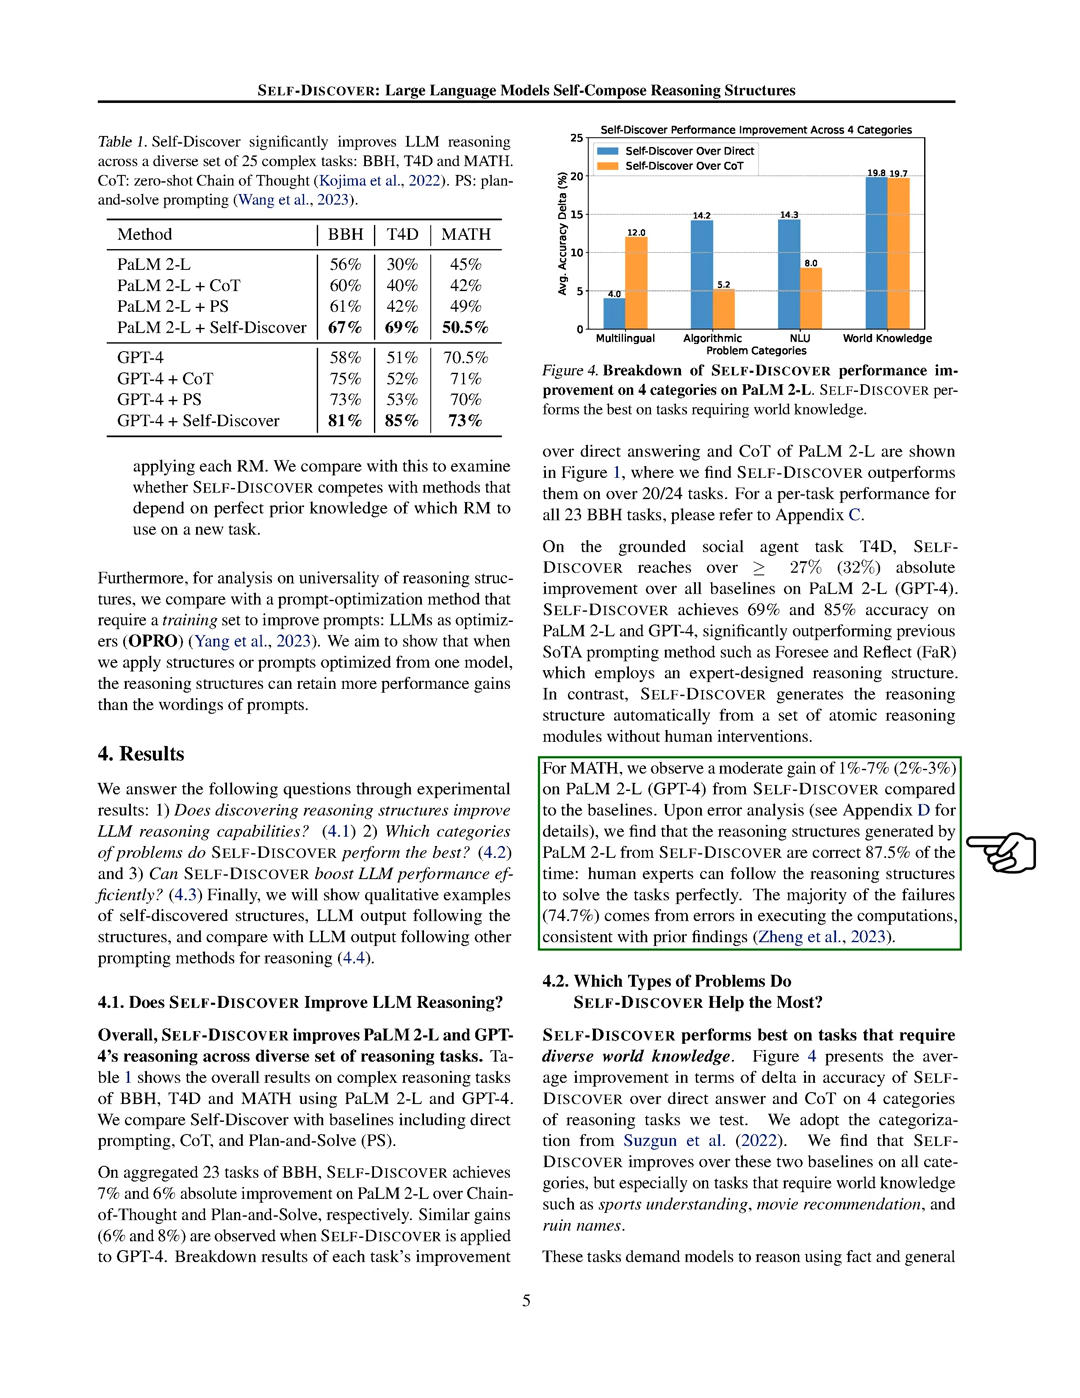 SELF-DISCOVER: Large Language Models Self-Compose Reasoning Structures
Table 1. Self-Discover significantly improves LLM reasoning
across a diverse set of 25 complex tasks: BBH, T4D and MATH.
CoT: zero-shot Chain of Thought (Kojima et al., 2022). PS: plan-
and-solve prompting (Wang et al., 2023).
Method BBH T4D MATH
PaLM 2-L 56% 30% 45%
PaLM 2-L + CoT 60% 40% 42%
PaLM 2-L + PS 61% 42% 49%
PaLM 2-L + Self-Discover 67% 69% 50.5%
GPT-4 58% 51% 70.5%
GPT-4 + CoT 75% 52% 71%
GPT-4 + PS 73% 53% 70%
GPT-4 + Self-Discover 81% 85% 73%
applying each RM. We compare with this to examine
whether SELF-DISCOVER competes with methods that
depend on perfect prior knowledge of which RM to
use on a new task.
Furthermore, for analysis on universality of reasoning struc-
tures, we compare with a prompt-optimization method that
require a training set to improve prompts: LLMs as optimiz-
ers (OPRO) (Yang et al., 2023). We aim to show that when
we apply structures or prompts optimized from one model,
the reasoning structures can retain more performance gains
than the wordings of prompts.
4. Results
We answer the following questions through experimental
results: 1) Does discovering reasoning structures improve
LLM reasoning capabilities? (4.1) 2) Which categories
of problems do SELF-DISCOVER perform the best? (4.2)
and 3) Can SELF-DISCOVER boost LLM performance ef-
ficiently? (4.3) Finally, we will show qualitative examples
of self-discovered structures, LLM output following the
structures, and compare with LLM output following other
prompting methods for reasoning (4.4).
4.1. Does SELF-DISCOVER Improve LLM Reasoning?
Overall, SELF-DISCOVER improves PaLM 2-L and GPT-
4's reasoning across diverse set of reasoning tasks. Ta-
ble 1 shows the overall results on complex reasoning tasks
of BBH, T4D and MATH using PaLM 2-L and GPT-4.
We compare Self-Discover with baselines including direct
prompting, CoT, and Plan-and-Solve (PS).
On aggregated 23 tasks of BBH, SELF-DISCOVER achieves
7% and 6% absolute improvement on PaLM 2-L over Chain-
of-Thought and Plan-and-Solve, respectively. Similar gains
(6% and 8%) are observed when SELF-DISCOVER is applied
to GPT-4. Breakdown results of each task's improvement
Self-Discover Performance Improvement Across 4 Categories
Self-Discover Over Direct
Self-Discover Over CoT
Avg. Accuracy Delta (%)
25
20
15
10
5
0
4.0 12.0 14.2 5.2 14.3 8.0 19.8 19.7
Multilingual Algorithmic NLU World Knowledge
Problem Categories
Figure 4. Breakdown of SELF-DISCOVER performance im-
provement on 4 categories on PaLM 2-L. SELF-DISCOVER per-
forms the best on tasks requiring world knowledge.
over direct answering and CoT of PaLM 2-L are shown
in Figure 1, where we find SELF-DISCOVER outperforms
them on over 20/24 tasks. For a per-task performance for
all 23 BBH tasks, please refer to Appendix C.
On the grounded social agent task T4D, SELF-
DISCOVER reaches over ≥ 27% (32%) absolute
improvement over all baselines on PaLM 2-L (GPT-4).
SELF-DISCOVER achieves 69% and 85% accuracy on
PaLM 2-L and GPT-4, significantly outperforming previous
SoTA prompting method such as Foresee and Reflect (FaR)
which employs an expert-designed reasoning structure.
In contrast, SELF-DISCOVER generates the reasoning
structure automatically from a set of atomic reasoning
modules without human interventions.
For MATH, we observe a moderate gain of 1%-7% (2%-3%)
on PaLM 2-L (GPT-4) from SELF-DISCOVER compared
to the baselines. Upon error analysis (see Appendix D for
details), we find that the reasoning structures generated by
PaLM 2-L from SELF-DISCOVER are correct 87.5% of the
time: human experts can follow the reasoning structures
to solve the tasks perfectly. The majority of the failures
(74.7%) comes from errors in executing the computations,
consistent with prior findings (Zheng et al., 2023).
4.2. Which Types of Problems Do
SELF-DISCOVER Help the Most?
SELF-DISCOVER performs best on tasks that require
diverse world knowledge. Figure 4 presents the aver-
age improvement in terms of delta in accuracy of SELF-
DISCOVER over direct answer and CoT on 4 categories
of reasoning tasks we test. We adopt the categoriza-
tion from Suzgun et al. (2022). We find that SELF-
DISCOVER improves over these two baselines on all cate-
gories, but especially on tasks that require world knowledge
such as sports understanding, movie recommendation, and
ruin names.
These tasks demand models to reason using fact and general
5